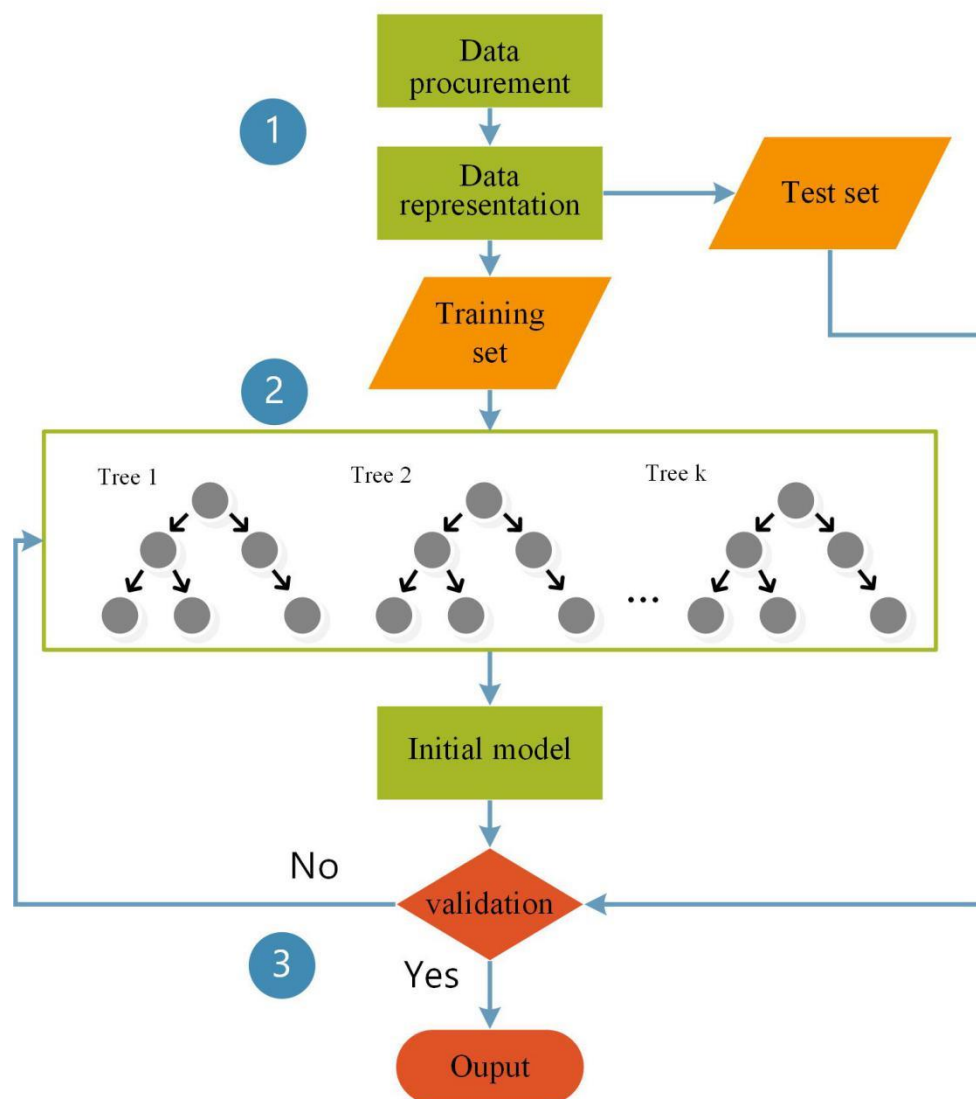 Data
procurement
1
Data
representation
Test set
Training
set
2
Tree 1
Tree 2
Tree k
...
Initial model
No
validation
3
Yes
Ouput